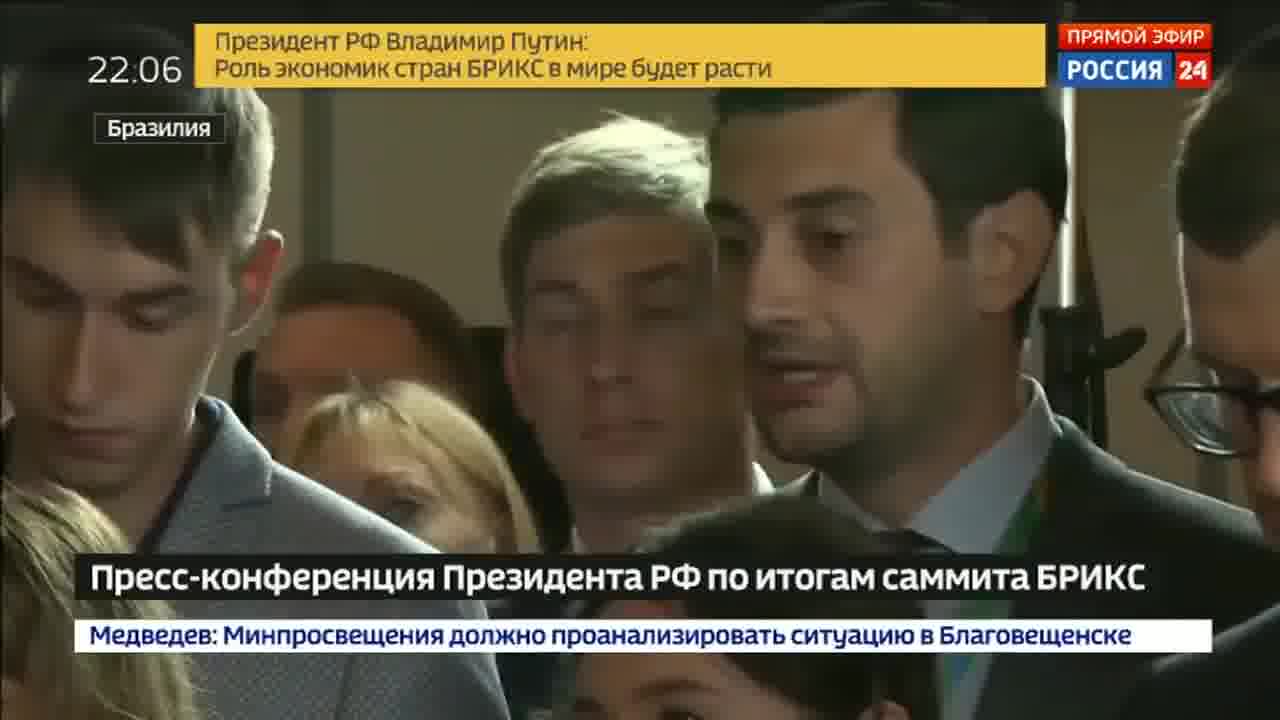 22.06
Президент РФ Владимир Путин:
Роль экономик стран БРИКС в мире будет расти
ПРЯМОЙ ЭФИР
РОССИЯ 24
Бразилия
Пресс-конференция Президента РФ по итогам саммита БРИКС
Медведев: Минпросвещения должно проанализировать ситуацию в Благовещенске